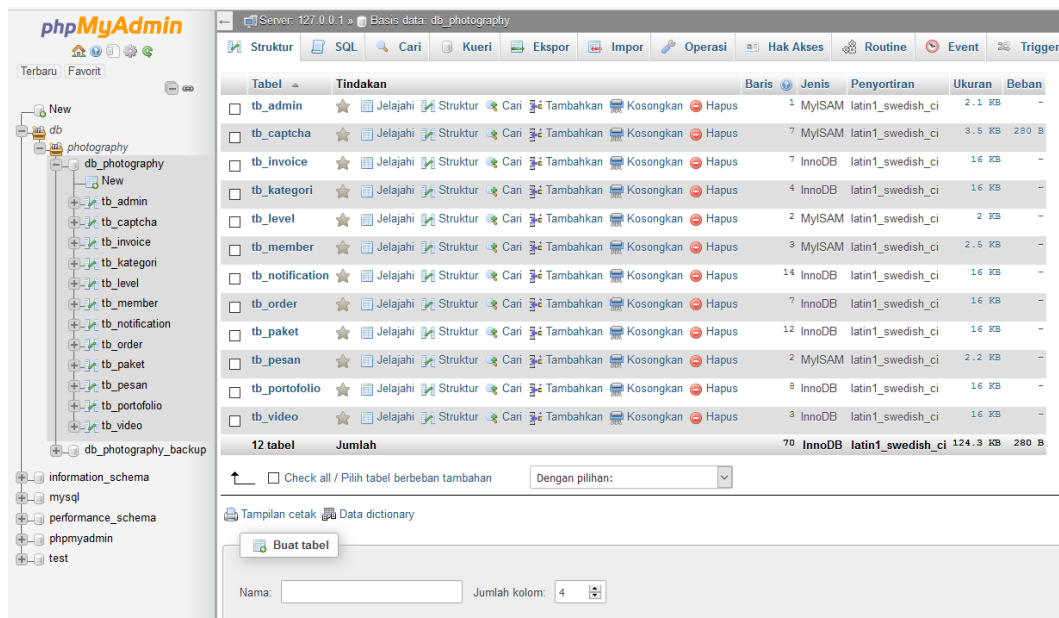 phpMyAdmin
Terbaru Favorit
New
db
photography
db_photography
New
tb_admin
tb_captcha
tb_invoice
tb_kategori
tb_level
tb_member
tb_notification
tb_order
tb_paket
tb_pesan
tb_portofolio
tb_video
db_photography_backup
information_schema
mysql
performance_schema
phpmyadmin
test
Server: 127.0.0.1 » Basis data: db_photography
Struktur SQL Cari Kueri Ekspor Impor Operasi Hak Akses Routine Event Trigger
Tabel Tindakan Baris Jenis Penyortiran Ukuran Beban
tb_admin Jelajahi Struktur Cari Tambahkan Kosongkan Hapus 1 MyISAM latin1_swedish_ci 2.1 KB -
tb_captcha Jelajahi Struktur Cari Tambahkan Kosongkan Hapus 7 MyISAM latin1_swedish_ci 3.5 KB 280 B
tb_invoice Jelajahi Struktur Cari Tambahkan Kosongkan Hapus 7 InnoDB latin1_swedish_ci 16 KB -
tb_kategori Jelajahi Struktur Cari Tambahkan Kosongkan Hapus 4 InnoDB latin1_swedish_ci 16 KB -
tb_level Jelajahi Struktur Cari Tambahkan Kosongkan Hapus 2 MyISAM latin1_swedish_ci 2 KB -
tb_member Jelajahi Struktur Cari Tambahkan Kosongkan Hapus 3 MyISAM latin1_swedish_ci 2.5 KB -
tb_notification Jelajahi Struktur Cari Tambahkan Kosongkan Hapus 14 InnoDB latin1_swedish_ci 16 KB -
tb_order Jelajahi Struktur Cari Tambahkan Kosongkan Hapus 7 InnoDB latin1_swedish_ci 16 KB -
tb_paket Jelajahi Struktur Cari Tambahkan Kosongkan Hapus 12 InnoDB latin1_swedish_ci 16 KB -
tb_pesan Jelajahi Struktur Cari Tambahkan Kosongkan Hapus 2 MyISAM latin1_swedish_ci 2.2 KB -
tb_portofolio Jelajahi Struktur Cari Tambahkan Kosongkan Hapus 8 InnoDB latin1_swedish_ci 16 KB -
tb_video Jelajahi Struktur Cari Tambahkan Kosongkan Hapus 3 InnoDB latin1_swedish_ci 16 KB -
12 tabel Jumlah 70 InnoDB latin1_swedish_ci 124.3 KB 280 B
Check all / Pilih tabel berbeban tambahan Dengan pilihan:
Tampilan cetak Data dictionary
Buat tabel
Nama: Jumlah kolom: 4